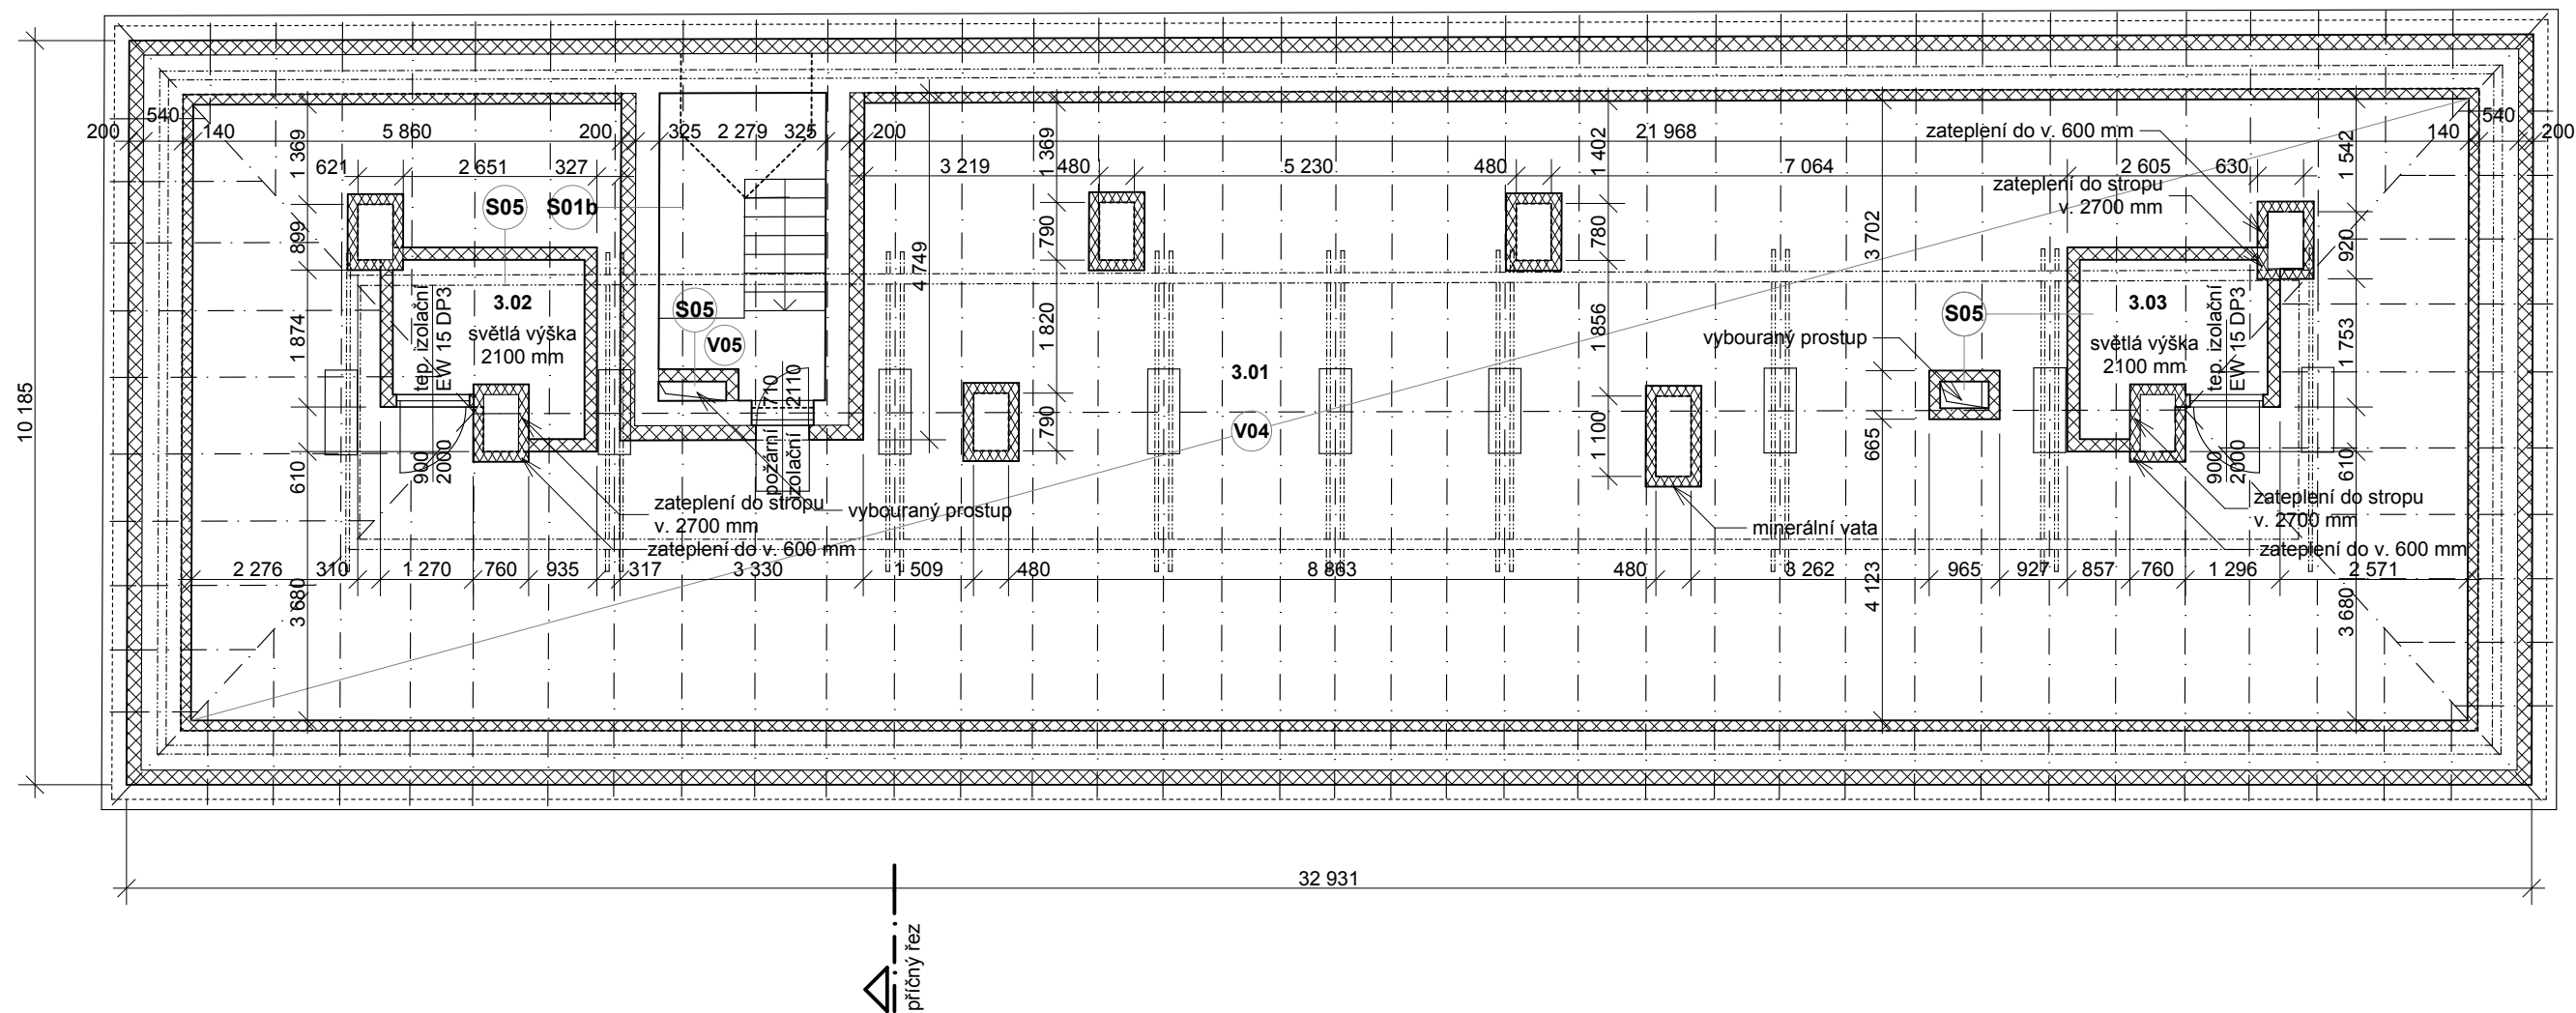 540
200
140
5 860
200
325
2 279
325
200
21 968
zateplení do v. 600 mm
140
540
200
1 369
621
2 651
327
3 219
1 369
480
5 230
480
1 402
7 064
2 605
630
1 542
zateplení do stropu
v. 2700 mm
S05
S01b
899
4 749
790
780
3 702
920
tep. izolační
EW 15 DP3
3.02
světlá výška
2100 mm
S05
V05
1 874
1 820
1 856
vybouraný prostup
S05
3.03
světlá výška
2100 mm
tep. izolační
EW 15 DP3
1 753
3.01
V04
710
2110
požární
izolační
790
1 100
665
10 185
610
900
2000
900
2000
610
zateplení do stropu
v. 2700 mm
vybouraný prostup
zateplení do v. 600 mm
minerální vata
zateplení do stropu
v. 2700 mm
zateplení do v. 600 mm
2 276
310
1 270
760
935
317
3 330
1 509
480
8 863
480
3 262
965
927
857
760
1 296
2 571
3 680
4 123
3 680
32 931
příčný řez